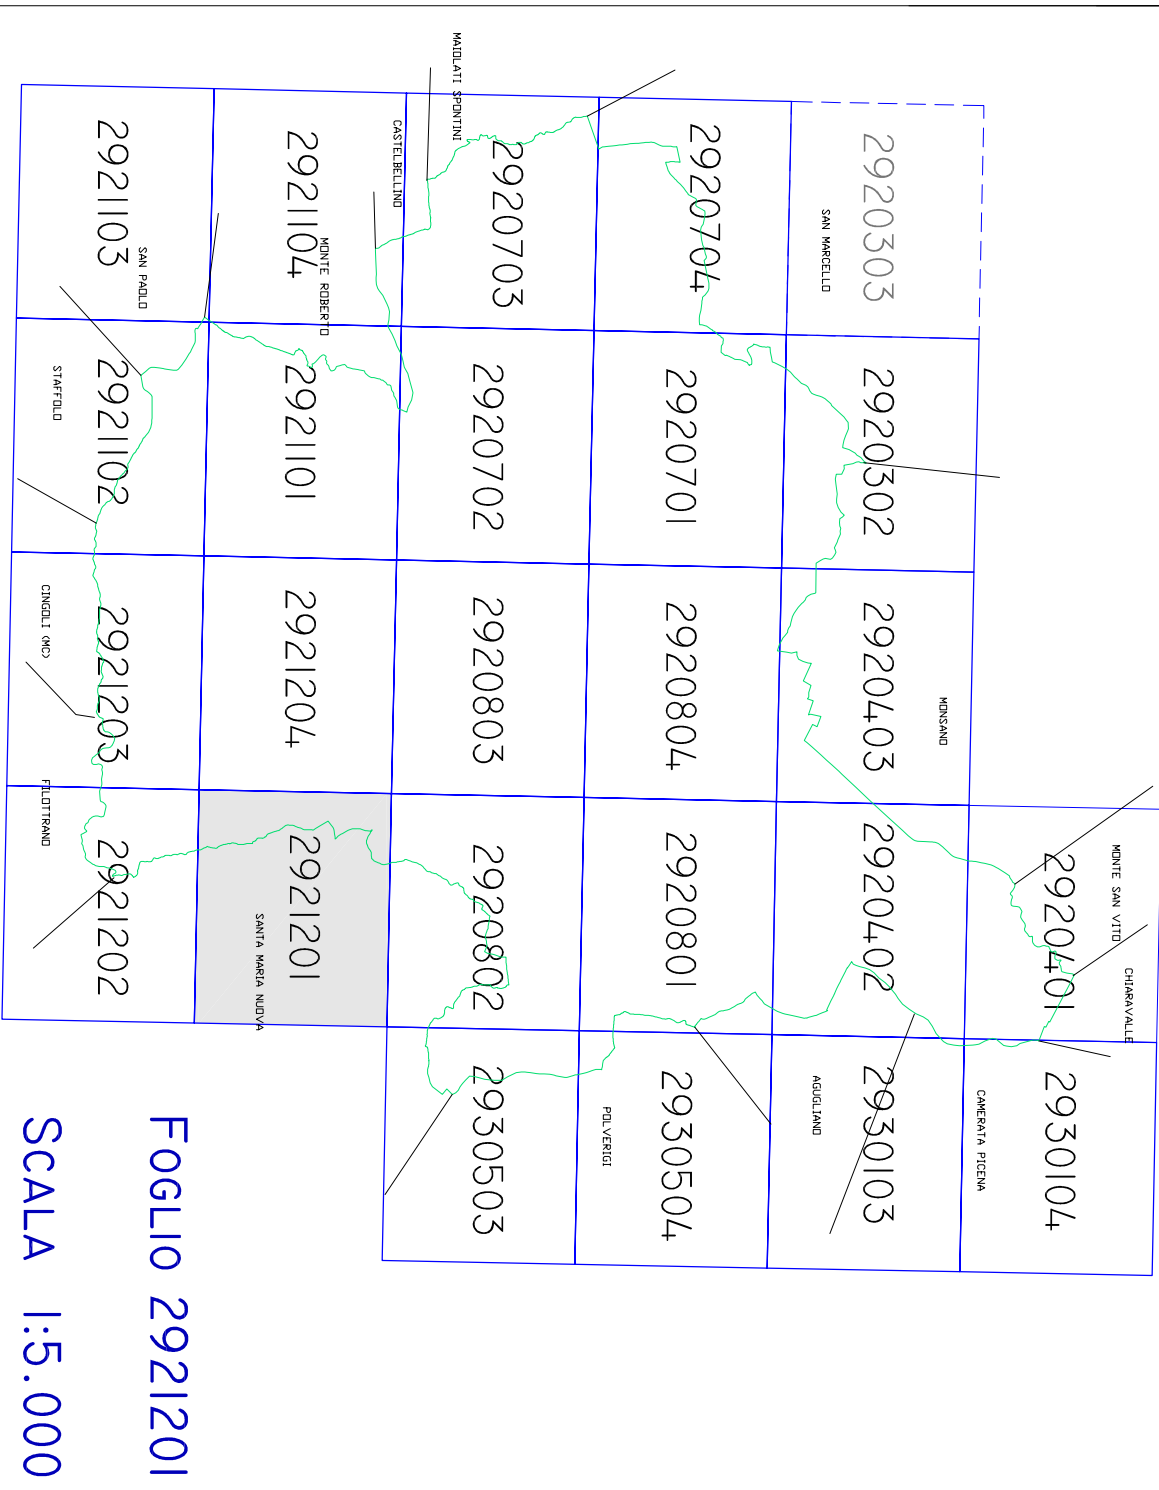 CHIARAVALLE
MONTE SAN VITO
2920401
2930104
CAMERATA PICENA
MONSANO
2920303
2920302
2920403
2920402
2930103
SAN MARCELLO
AGUGLIANO
2920704
2920701
2920804
2920801
2930504
POLVERIGI
2920703
2920702
2920803
2920802
2930503
MAIOLATI SPONTINI
CASTELBELLINO
MONTE ROBERTO
2921104
2921101
2921204
2921201
SANTA MARIA NUOVA
SAN PAOLO
2921103
2921102
2921203
2921202
STAFFOLO
CINGOLI (MC)
FILOTTRANO
FOGLIO 2921201
SCALA 1:5.000